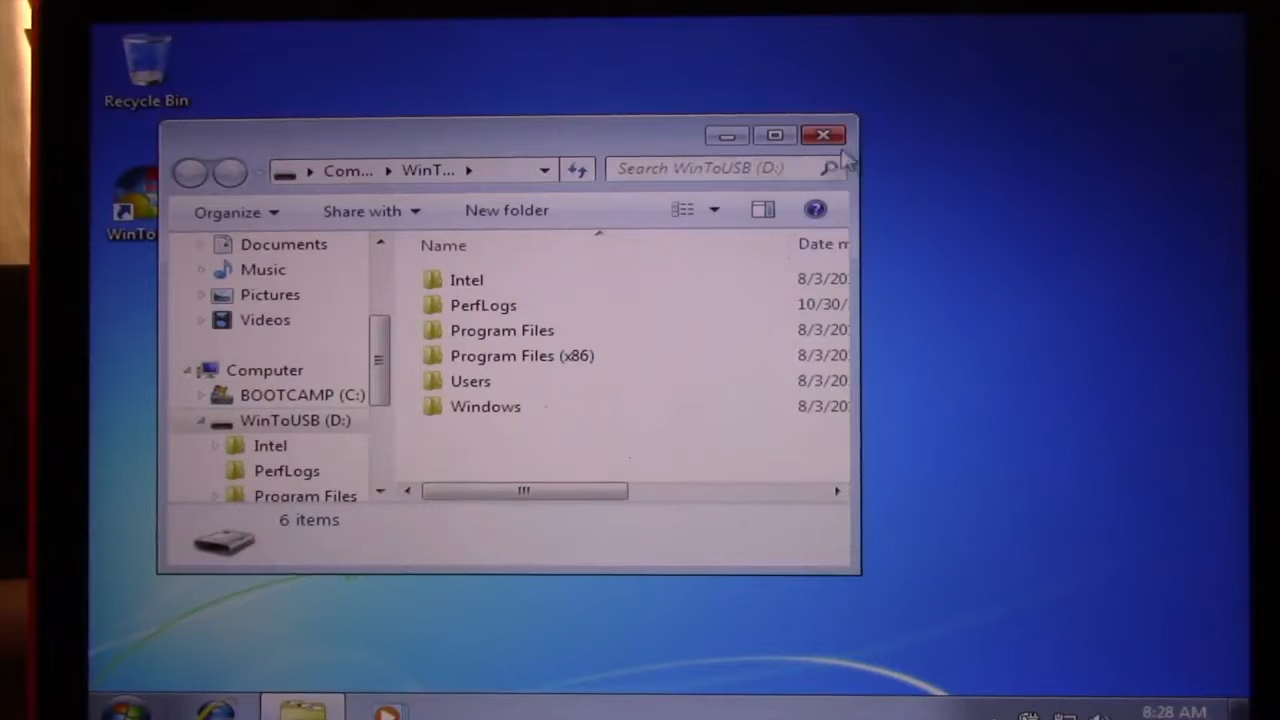 Recycle Bin
WinTo
Com... WinT...
Search WinToUSB (D:)
Organize
Share with
New folder
Documents
Music
Pictures
Videos
Computer
BOOTCAMP (C:)
WinToUSB (D:)
Intel
PerfLogs
Program Files
Name
Date m
Intel
8/3/20
PerfLogs
10/30/
Program Files
8/3/20
Program Files (x86)
8/3/20
Users
8/3/20
Windows
8/3/20
6 items
8:28 AM